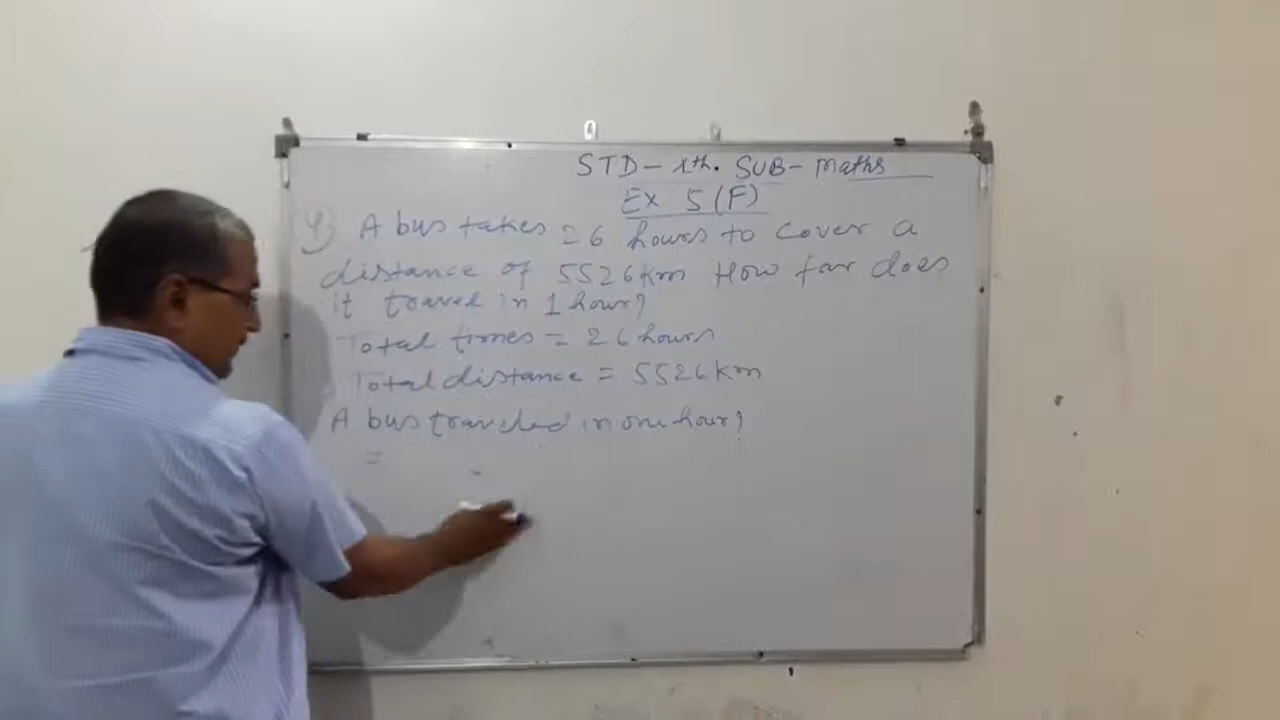 STD - 1th. SUB - Maths
Ex 5 (F)
4) A bus takes 26 hours to cover a
distance of 5526 km How far does
it travel in 1 hour?
Total times = 26 hours
Total distance = 5526 km
A bus traveled in one hour?
=